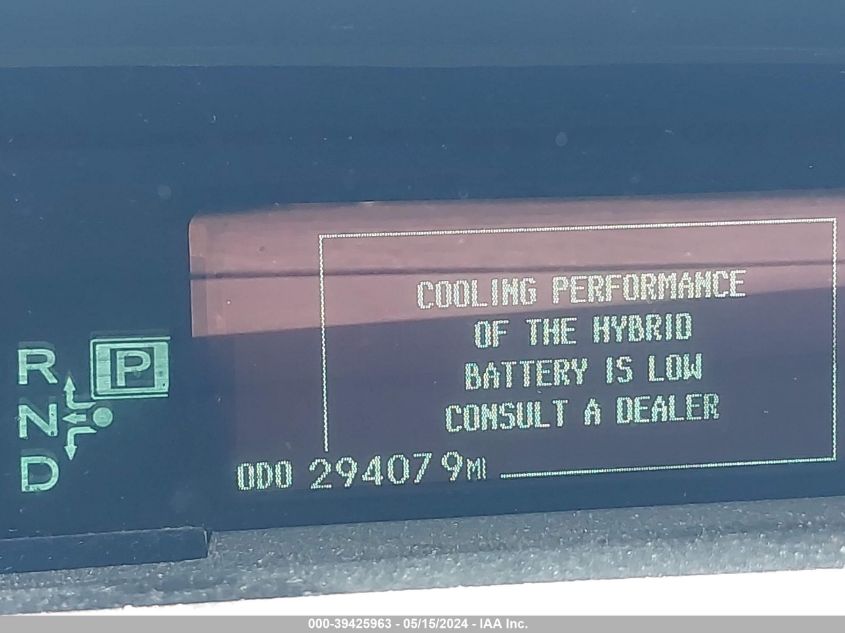 COOLING PERFORMANCE
OF THE HYBRID
BATTERY IS LOW
CONSULT A DEALER
R P
N
D
ODO 294079MI
000-39425963 - 05/15/2024 - IAA Inc.